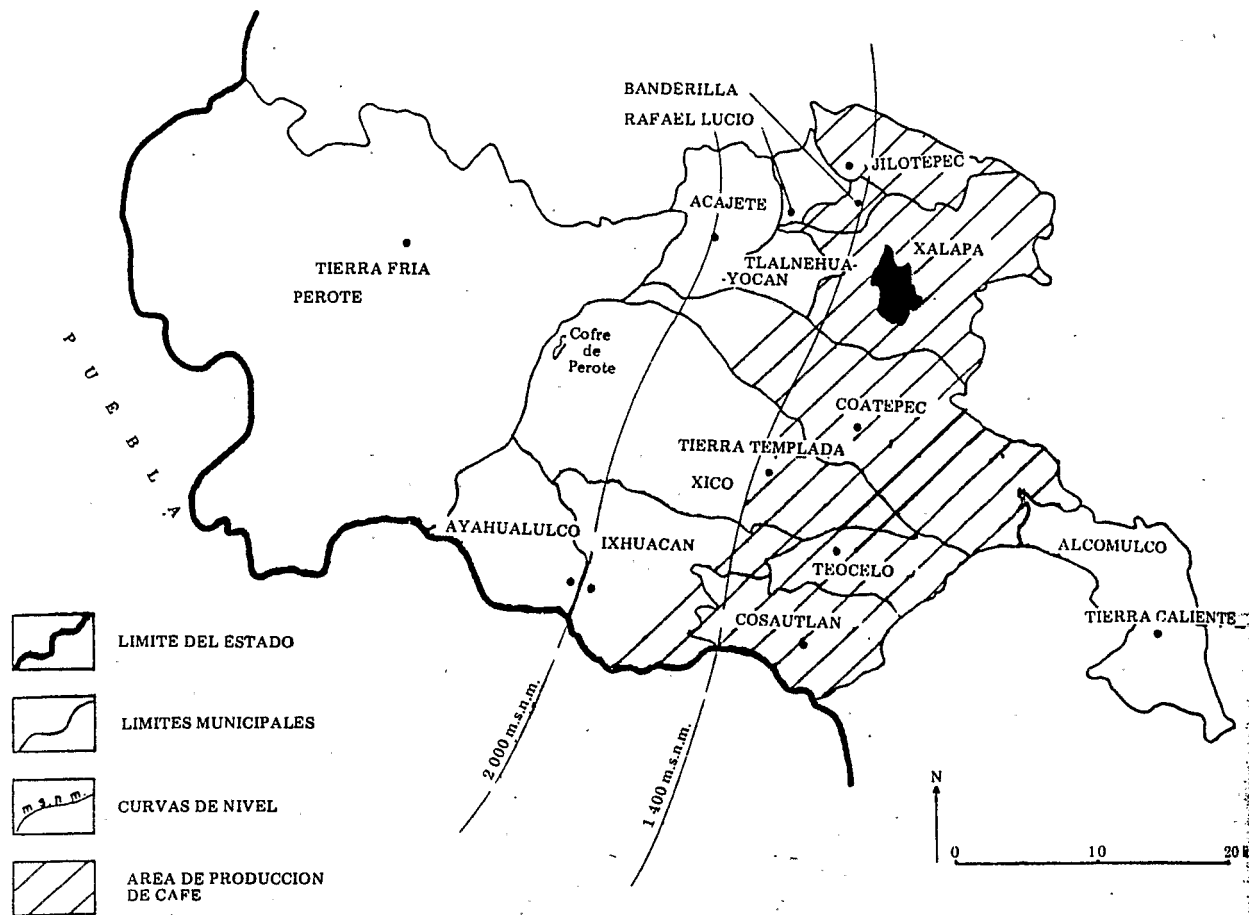 BANDERILLA
RAFAEL LUCIO
JILOTEPEC
ACAJETE
XALAPA
TLALNEHUA-
-YOCAN
TIERRA FRIA
PEROTE
Cofre
de
Perote
PUEBLA
COATEPEC
TIERRA TEMPLADA
XICO
AYAHUALULCO
IXHUACAN
ALCOMULCO
TEOCELO
COSAUTLAN
TIERRA CALIENTE
LIMITE DEL ESTADO
LIMITES MUNICIPALES
m s.n m.
CURVAS DE NIVEL
AREA DE PRODUCCION
DE CAFE
2 000 m.s.n.m.
1 400 m.s.n.m.
N
0 10 20